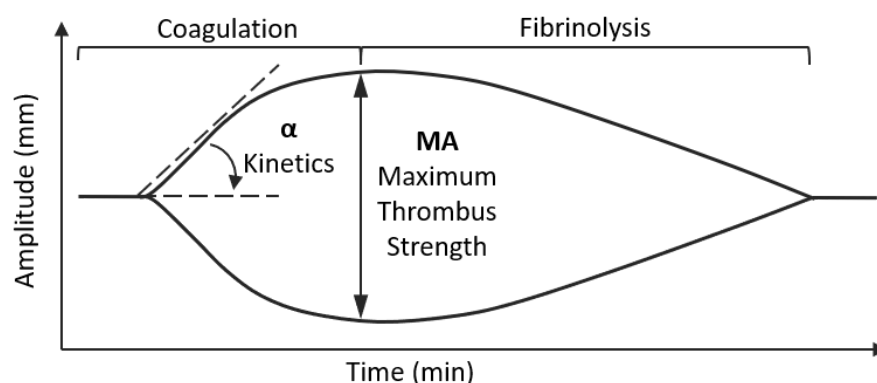 Coagulation
Fibrinolysis
Amplitude (mm)
α
Kinetics
MA
Maximum
Thrombus
Strength
Time (min)